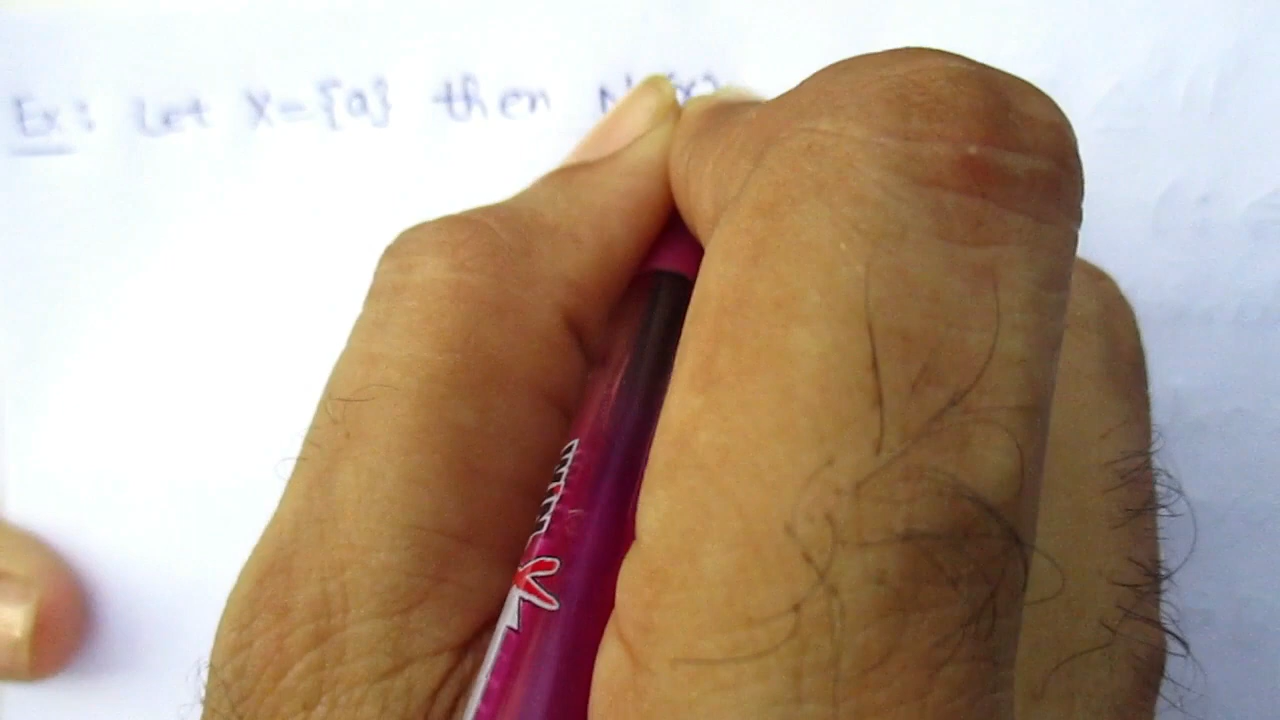 Ex: Let X = {a} then